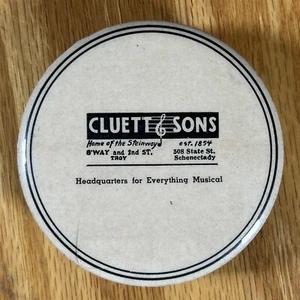 CLUETT & SONS
Home of the Steinway est. 1854
B'WAY and 2nd ST. 308 State St.
TROY Schenectady
Headquarters for Everything Musical